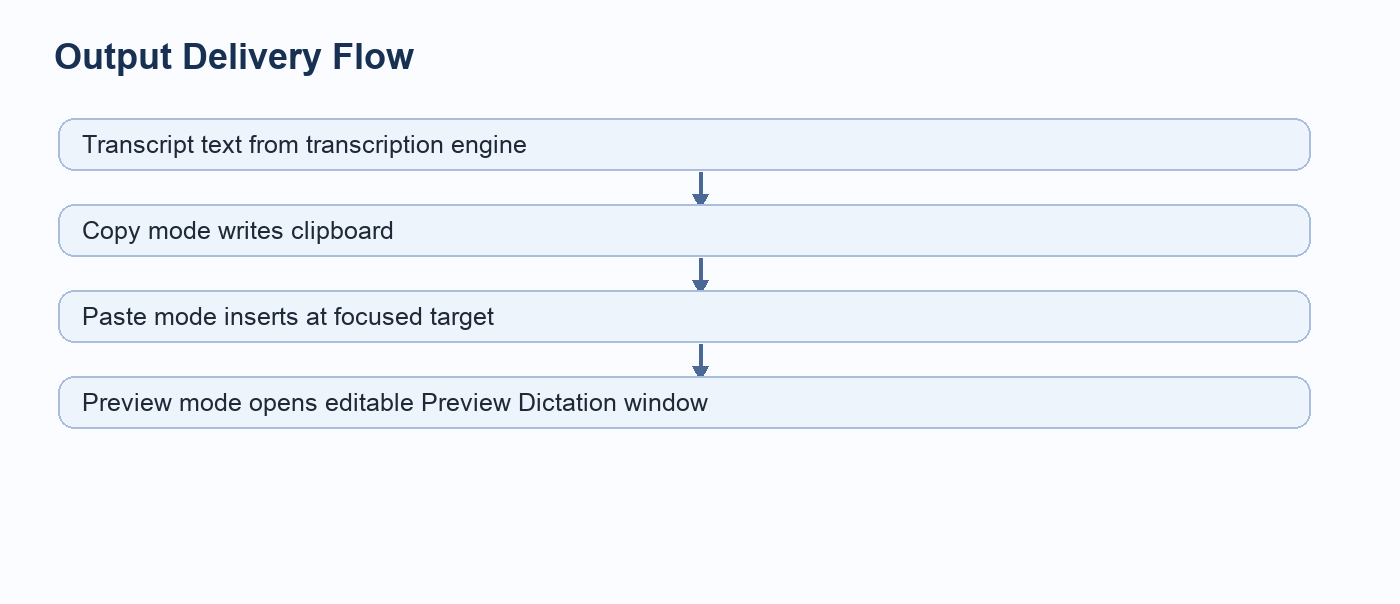 Output Delivery Flow
Transcript text from transcription engine
Copy mode writes clipboard
Paste mode inserts at focused target
Preview mode opens editable Preview Dictation window